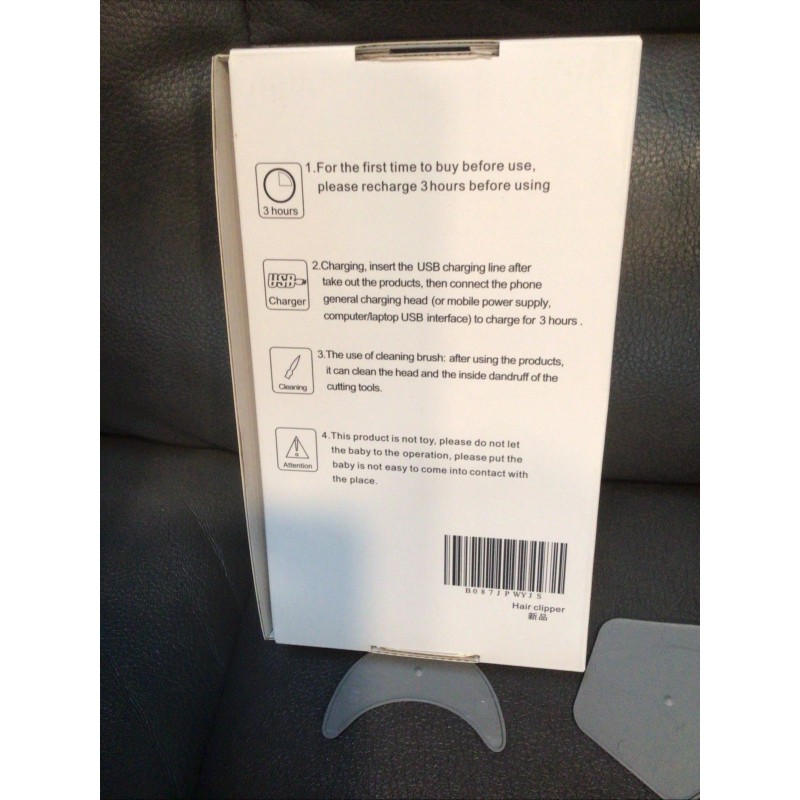 3 hours
1.For the first time to buy before use,
please recharge 3hours before using
USB
Charger
2.Charging, insert the USB charging line after
take out the products, then connect the phone
general charging head (or mobile power supply,
computer/laptop USB interface) to charge for 3 hours .
Cleaning
3.The use of cleaning brush: after using the products,
it can clean the head and the inside dandruff of the
cutting tools.
Attention
4.This product is not toy, please do not let
the baby to the operation, please put the
baby is not easy to come into contact with
the place.
B087JPWYJS
Hair clipper
新品